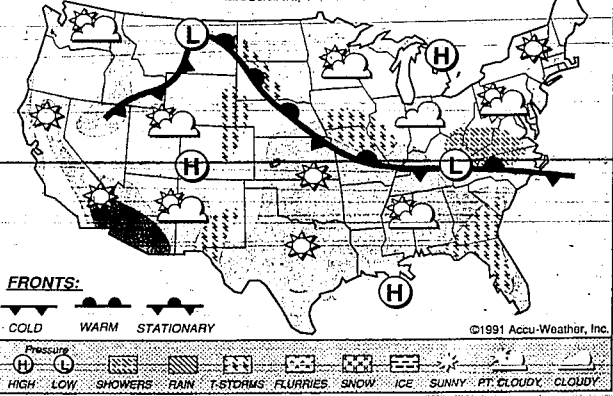 L
H
H
L
H
FRONTS:
COLD WARM STATIONARY
©1991 Accu-Weather, Inc.
Pressure
H L
HIGH LOW SHOWERS RAIN T-STORMS FLURRIES SNOW ICE SUNNY PT. CLOUDY CLOUDY